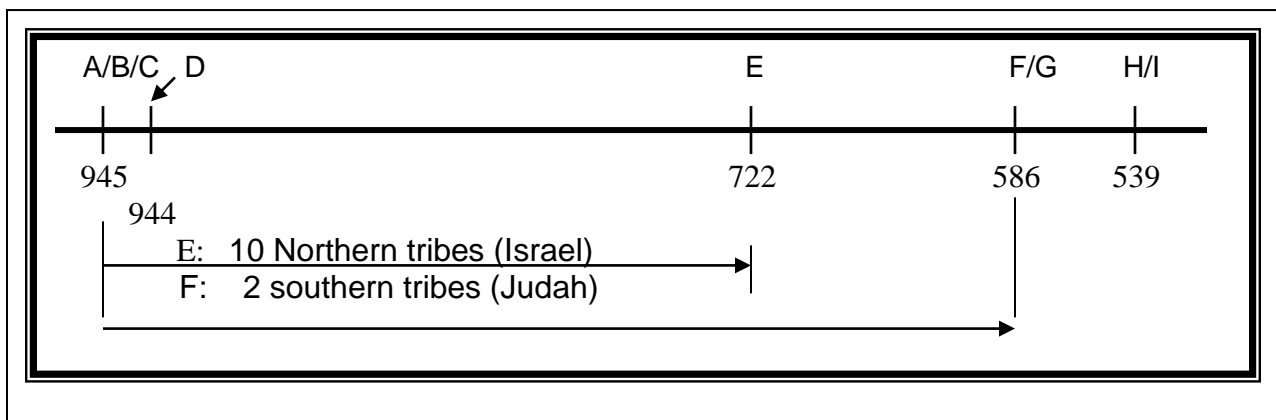 A/B/C D E F/G H/I
945 722 586 539
944
E: 10 Northern tribes (Israel)
F: 2 southern tribes (Judah)